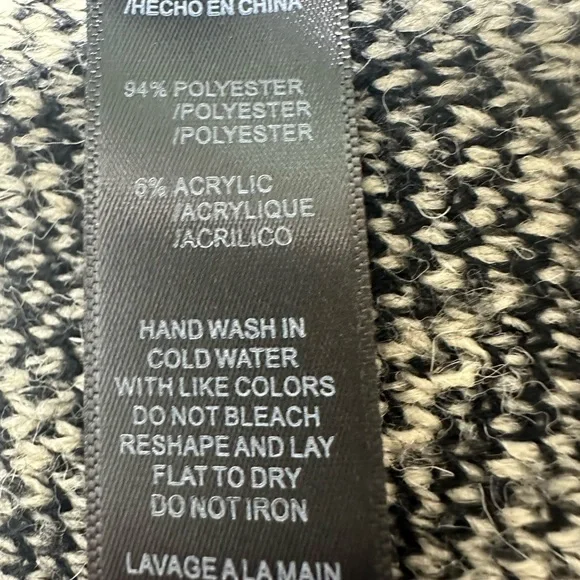 /HECHO EN CHINA
94% POLYESTER
/POLYESTER
/POLYESTER
6% ACRYLIC
/ACRYLIQUE
/ACRILICO
HAND WASH IN
COLD WATER
WITH LIKE COLORS
DO NOT BLEACH
RESHAPE AND LAY
FLAT TO DRY
DO NOT IRON
LAVAGE A LA MAIN